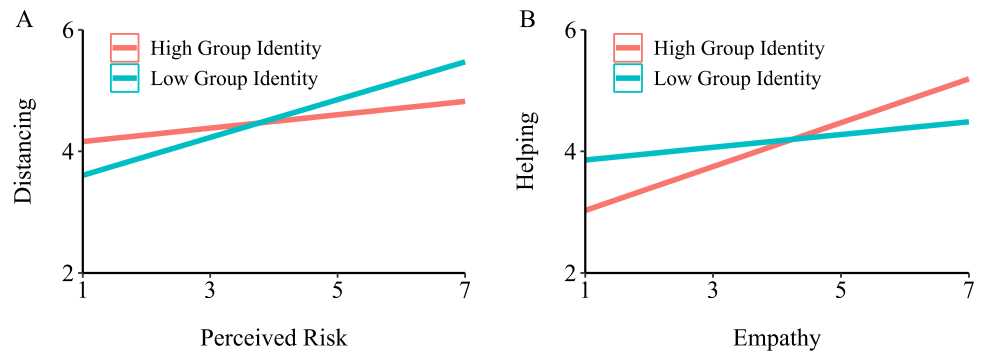 A
6
High Group Identity
Low Group Identity
Distancing
4
2
1
3
5
7
Perceived Risk
B
6
High Group Identity
Low Group Identity
Helping
4
2
1
3
5
7
Empathy